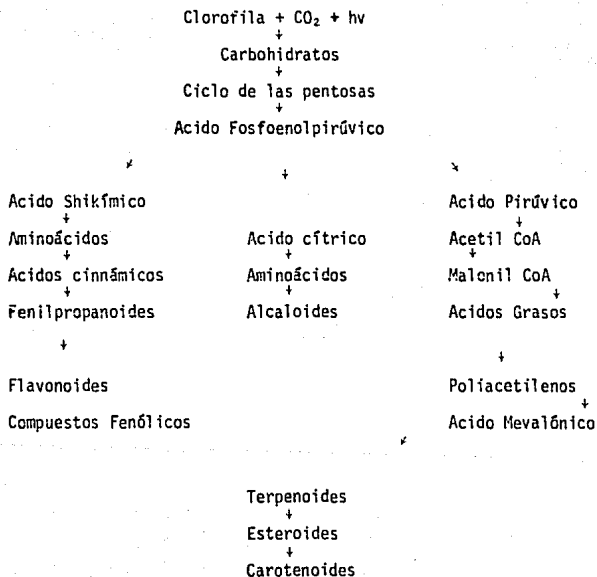 Clorofila + CO₂ + hv
↓
Carbohidratos
↓
Ciclo de las pentosas
↓
Acido Fosfoenolpirúvico
↙ ↓ ↘
Acido Shikímico Acido Pirúvico
↓ ↓
Aminoácidos Acido cítrico Acetil CoA
↓ ↓ ↓
Acidos cinnámicos Aminoácidos Malonil CoA
↓ ↓ ↓
Fenilpropanoides Alcaloides Acidos Grasos
↓ ↓
Flavonoides Poliacetilenos
↓
Compuestos Fenólicos Acido Mevalónico
↙
Terpenoides
↓
Esteroides
↓
Carotenoides